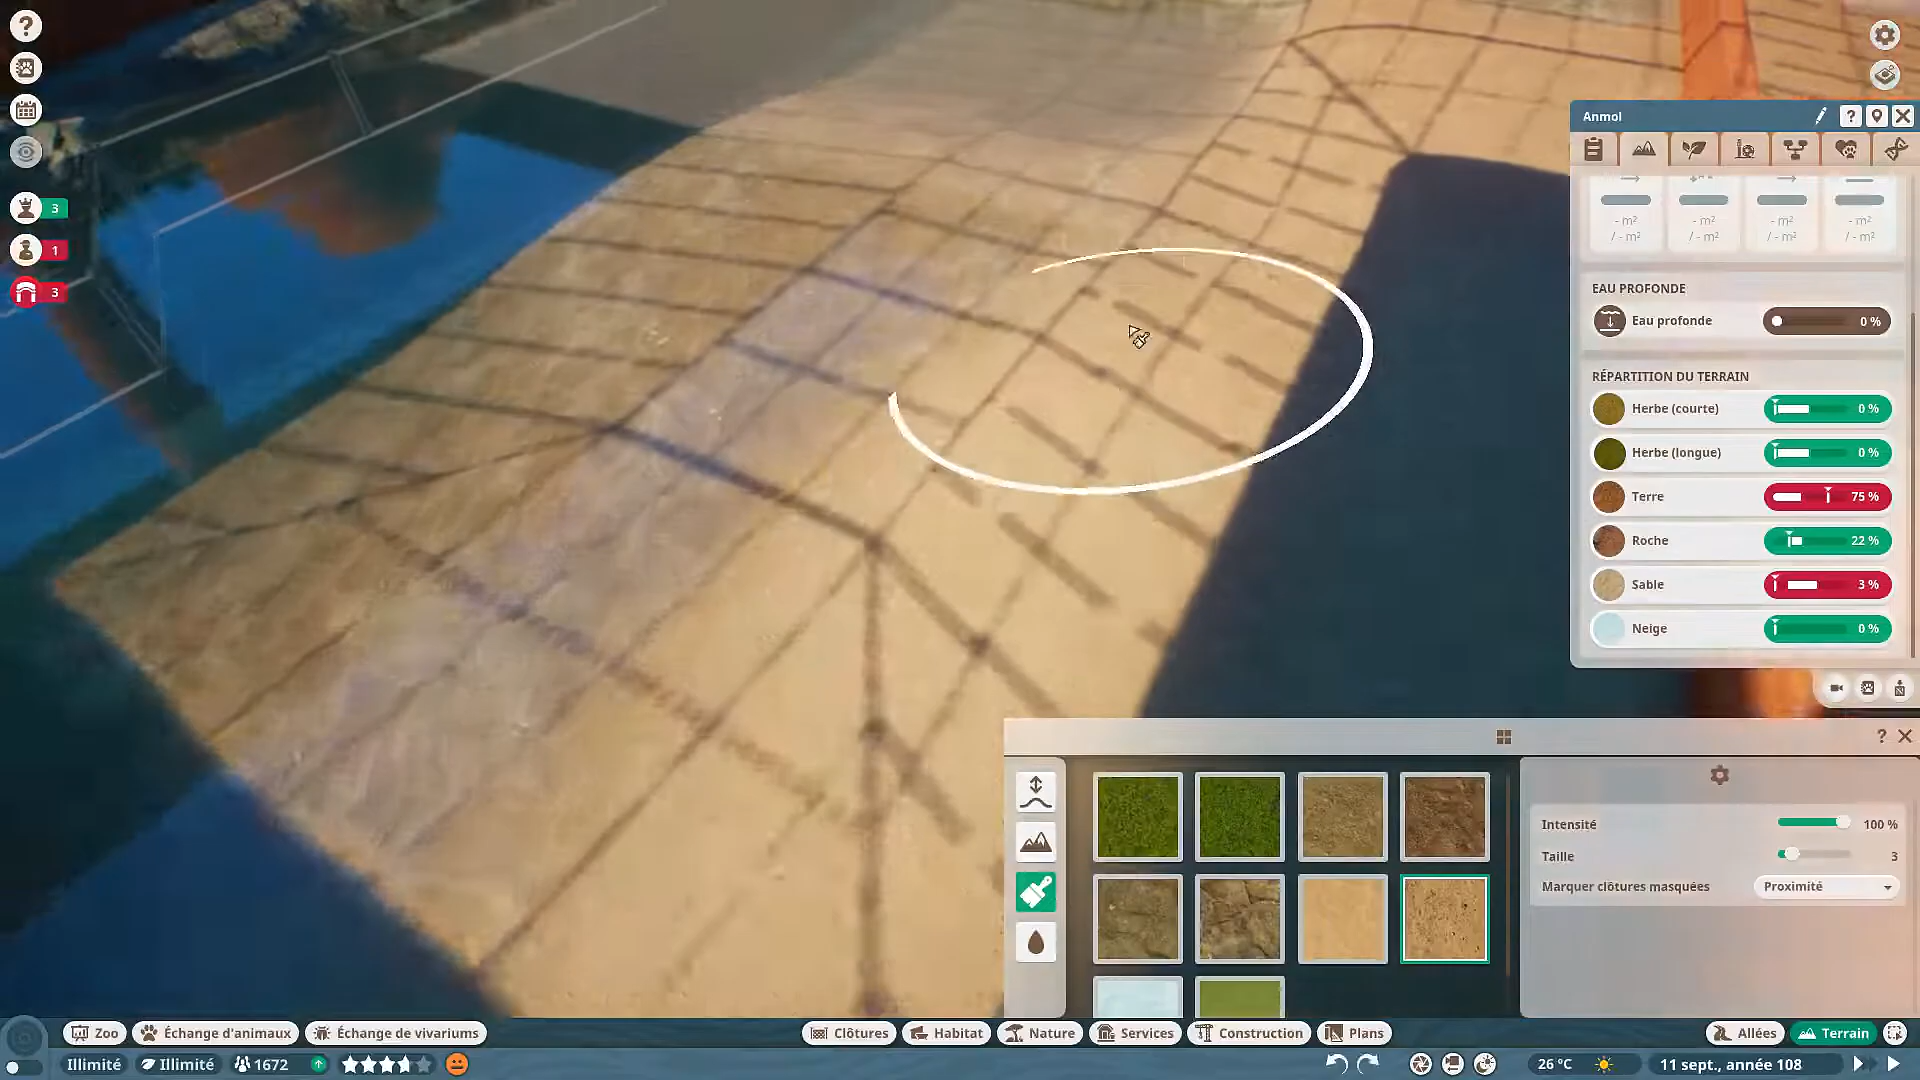 3
1
3
Anmol
- m² - m² - m² - m²
/ - m² / - m² / - m² / - m²
EAU PROFONDE
Eau profonde 0 %
RÉPARTITION DU TERRAIN
Herbe (courte) 0 %
Herbe (longue) 0 %
Terre 75 %
Roche 22 %
Sable 3 %
Neige 0 %
Intensité 100 %
Taille 3
Marquer clôtures masquées Proximité
Zoo Échange d'animaux Échange de vivariums Clôtures Habitat Nature Services Construction Plans Allées Terrain
Illimité Illimité 1672 26 °C 11 sept., année 108